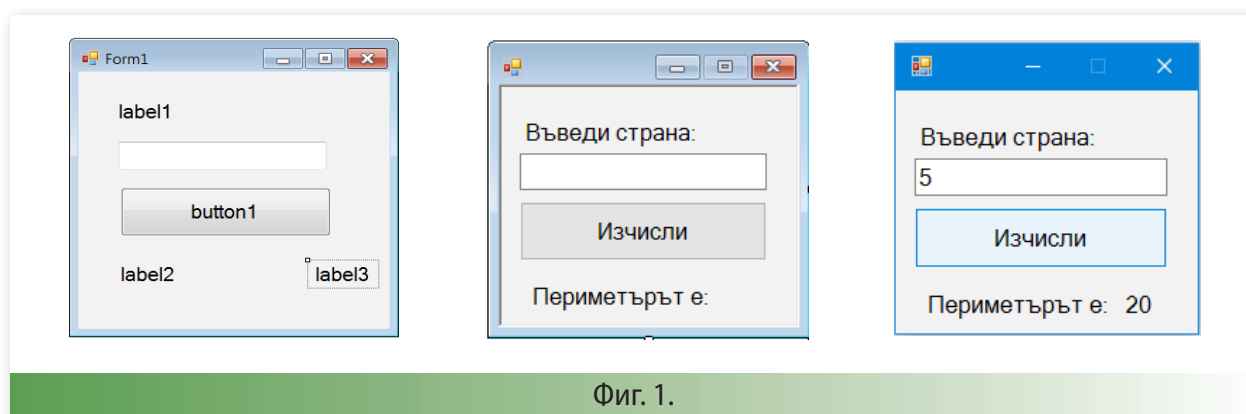 Form1
label1
button1
label2
label3
Въведи страна:
Изчисли
Периметърът е:
Въведи страна:
5
Изчисли
Периметърът е: 20
Фиг. 1.